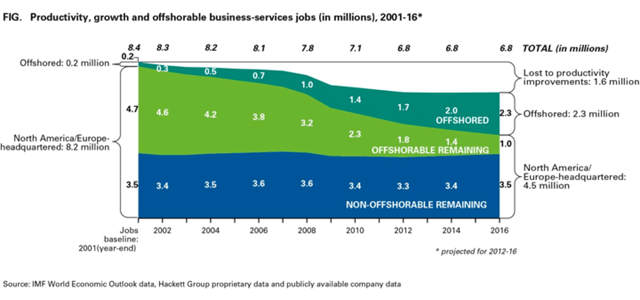 FIG. Productivity, growth and offshorable business-services jobs (in millions), 2001-16*
8.4 8.3 8.2 8.1 7.8 7.1 6.8 6.8 6.8 TOTAL (in millions)
Offshored: 0.2 million
0.2 0.3 0.5 0.7 1.0 1.4 1.7 2.0 2.3
OFFSHORED
Lost to productivity
improvements: 1.6 million
Offshored: 2.3 million
North America/Europe-
headquartered: 8.2 million
4.7 4.6 4.2 3.8 3.2 2.3 1.8 1.4 1.0
OFFSHORABLE REMAINING
North America/
Europe-headquartered:
4.5 million
3.5 3.4 3.5 3.6 3.6 3.4 3.3 3.4 3.5
NON-OFFSHORABLE REMAINING
Jobs
baseline:
2001(year-end)
2002 2004 2006 2008 2010 2012 2014 2016
* projected for 2012-16
Source: IMF World Economic Outlook data, Hackett Group proprietary data and publicly available company data